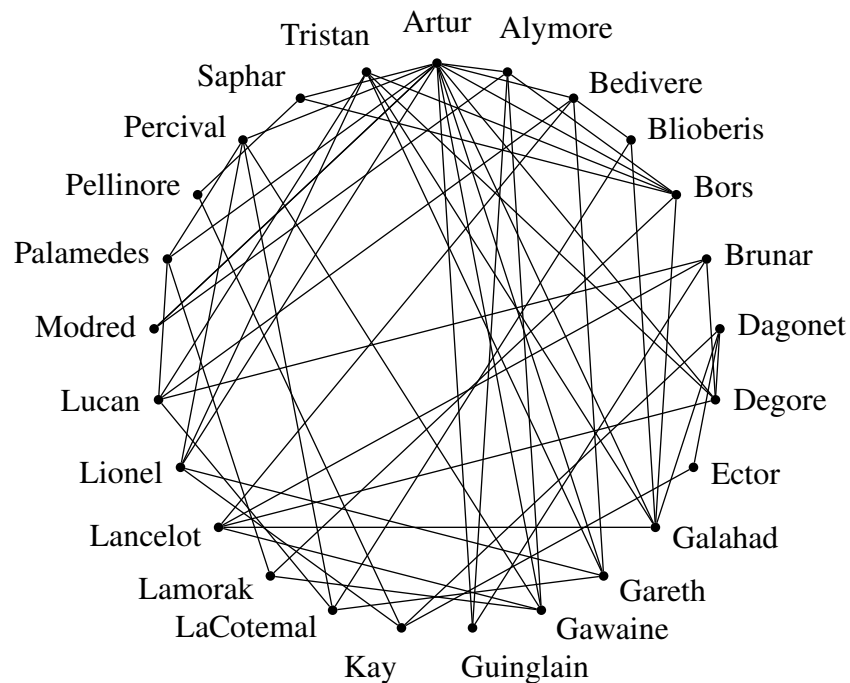 Artur
Alymore
Bedivere
Blioberis
Bors
Brunar
Dagonet
Degore
Ector
Galahad
Gareth
Gawaine
Guinglain
Kay
LaCotemal
Lamorak
Lancelot
Lionel
Lucan
Modred
Palamedes
Pellinore
Percival
Saphar
Tristan